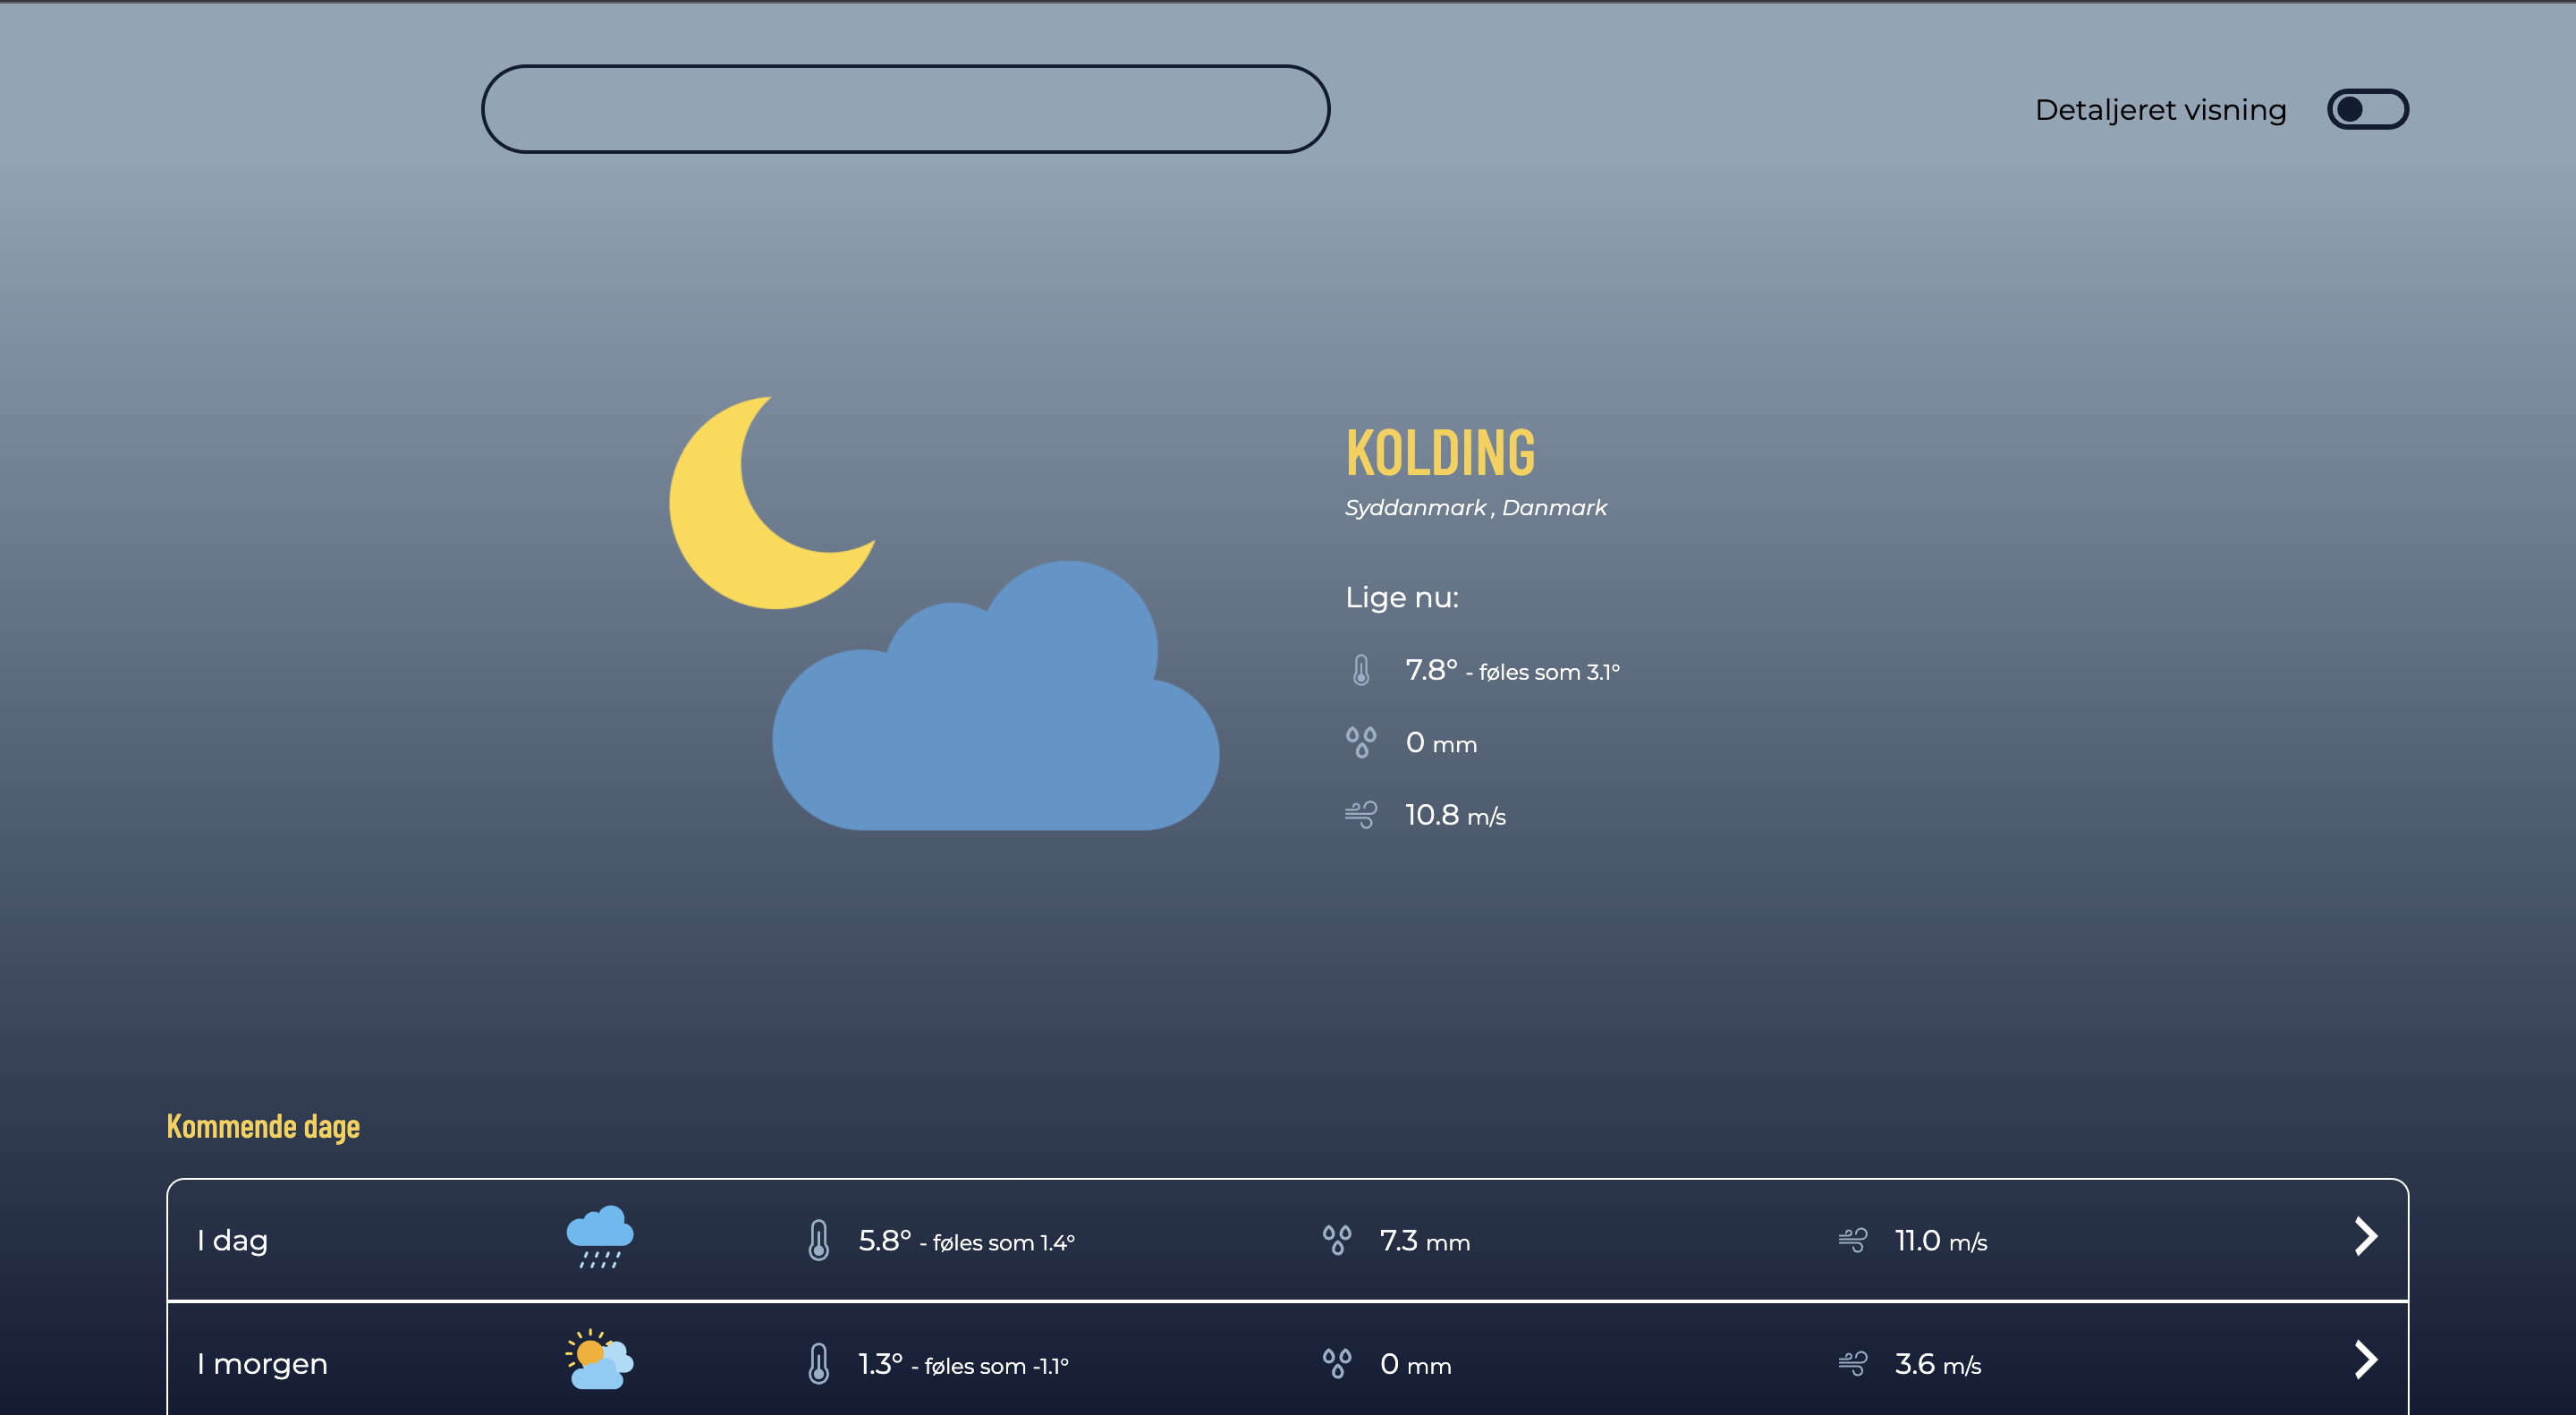 Detaljeret visning
KOLDING
Syddanmark , Danmark
Lige nu:
7.8° - føles som 3.1°
0 mm
10.8 m/s
Kommende dage
I dag 5.8° - føles som 1.4° 7.3 mm 11.0 m/s
I morgen 1.3° - føles som -1.1° 0 mm 3.6 m/s